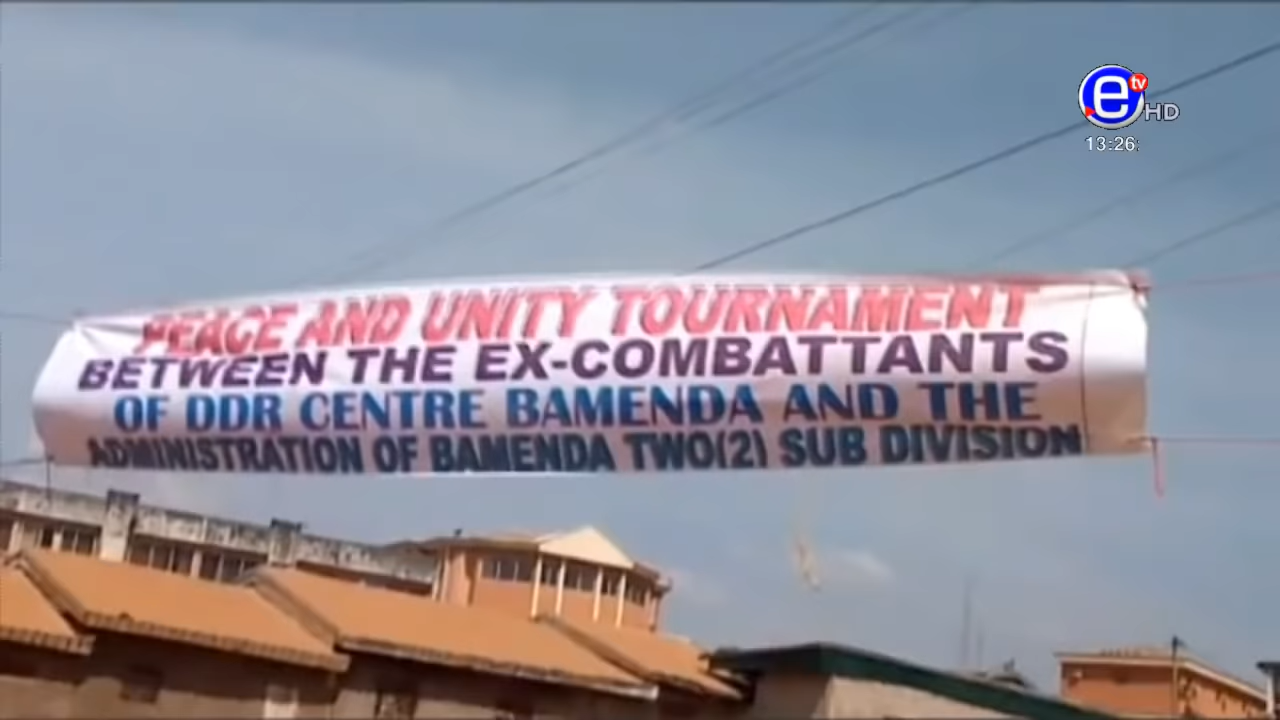 e tv HD
13:26
PEACE AND UNITY TOURNAMENT
BETWEEN THE EX-COMBATTANTS
OF DDR CENTRE BAMENDA AND THE
ADMINISTRATION OF BAMENDA TWO(2) SUB DIVISION